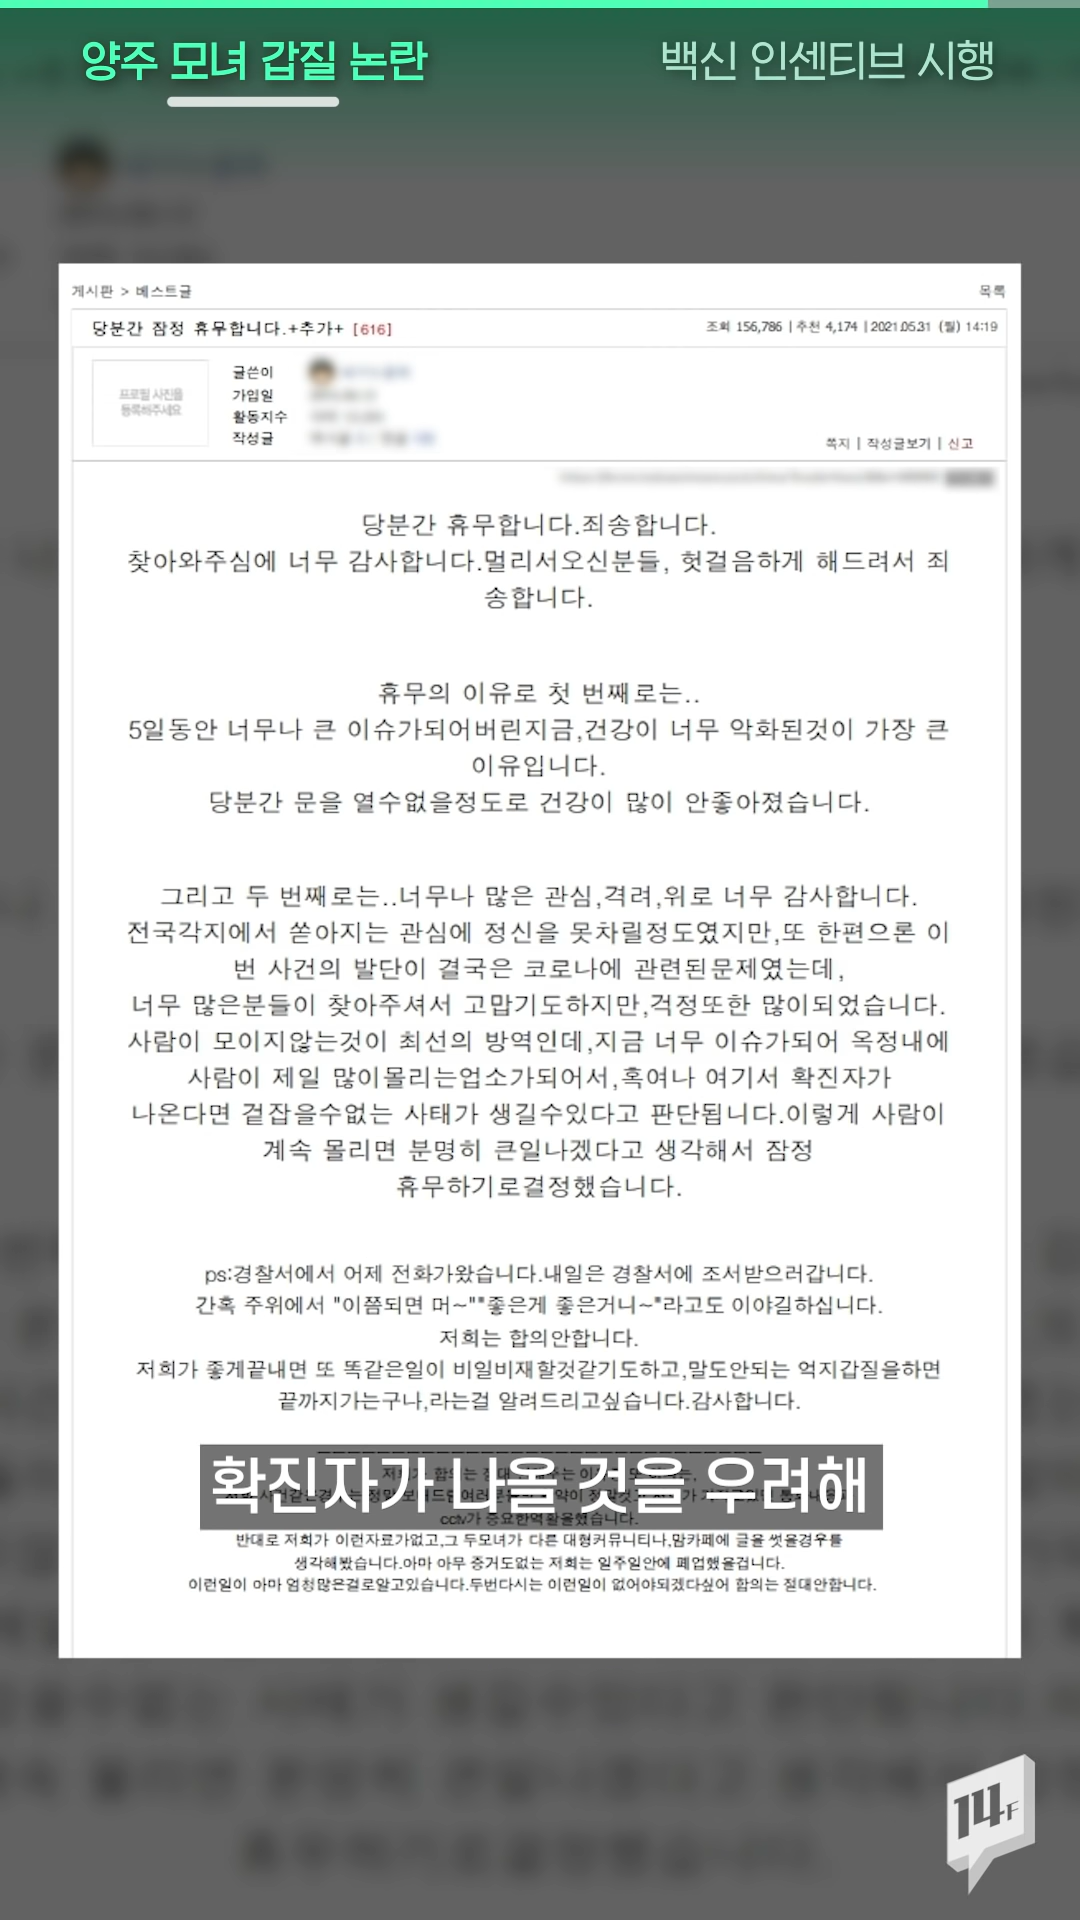 양주 모녀 갑질 논란
백신 인센티브 시행
게시판 > 베스트글
목록
당분간 잠정 휴무합니다.+추가+ [616]
조회 156,786 | 추천 4,174 | 2021.05.31 (월) 14:19
프로필 사진을
등록해주세요
글쓴이
가입일
활동지수
작성글
쪽지 | 작성글보기 | 신고
당분간 휴무합니다.죄송합니다.
찾아와주심에 너무 감사합니다.멀리서오신분들, 헛걸음하게 해드려서 죄
송합니다.
휴무의 이유로 첫 번째로는..
5일동안 너무나 큰 이슈가되어버린지금,건강이 너무 악화된것이 가장 큰
이유입니다.
당분간 문을 열수없을정도로 건강이 많이 안좋아졌습니다.
그리고 두 번째로는..너무나 많은 관심,격려,위로 너무 감사합니다.
전국각지에서 쏟아지는 관심에 정신을 못차릴정도였지만,또 한편으론 이
번 사건의 발단이 결국은 코로나에 관련된문제였는데,
너무 많은분들이 찾아주셔서 고맙기도하지만,걱정또한 많이되었습니다.
사람이 모이지않는것이 최선의 방역인데,지금 너무 이슈가되어 옥정내에
사람이 제일 많이몰리는업소가되어서,혹여나 여기서 확진자가
나온다면 겉잡을수없는 사태가 생길수있다고 판단됩니다.이렇게 사람이
계속 몰리면 분명히 큰일나겠다고 생각해서 잠정
휴무하기로결정했습니다.
ps:경찰서에서 어제 전화가왔습니다.내일은 경찰서에 조서받으러갑니다.
간혹 주위에서 "이쯤되면 머~""좋은게 좋은거니~"라고도 이야길하십니다.
저희는 합의안합니다.
저희가 좋게끝내면 또 똑같은일이 비일비재할것같기도하고,말도안되는 억지갑질을하면
끝까지가는구나,라는걸 알려드리고싶습니다.감사합니다.
확진자가 나올 것을 우려해
cctv가 중요한역활을했습니다.
반대로 저희가 이런자료가없고,그 두모녀가 다른 대형커뮤니티나,맘카페에 글을 썻을경우를
생각해봤습니다.아마 아무 증거도없는 저희는 일주일안에 폐업했을겁니다.
이런일이 아마 엄청많은걸로알고있습니다.두번다시는 이런일이 없어야되겠다싶어 합의는 절대안합니다.
14F